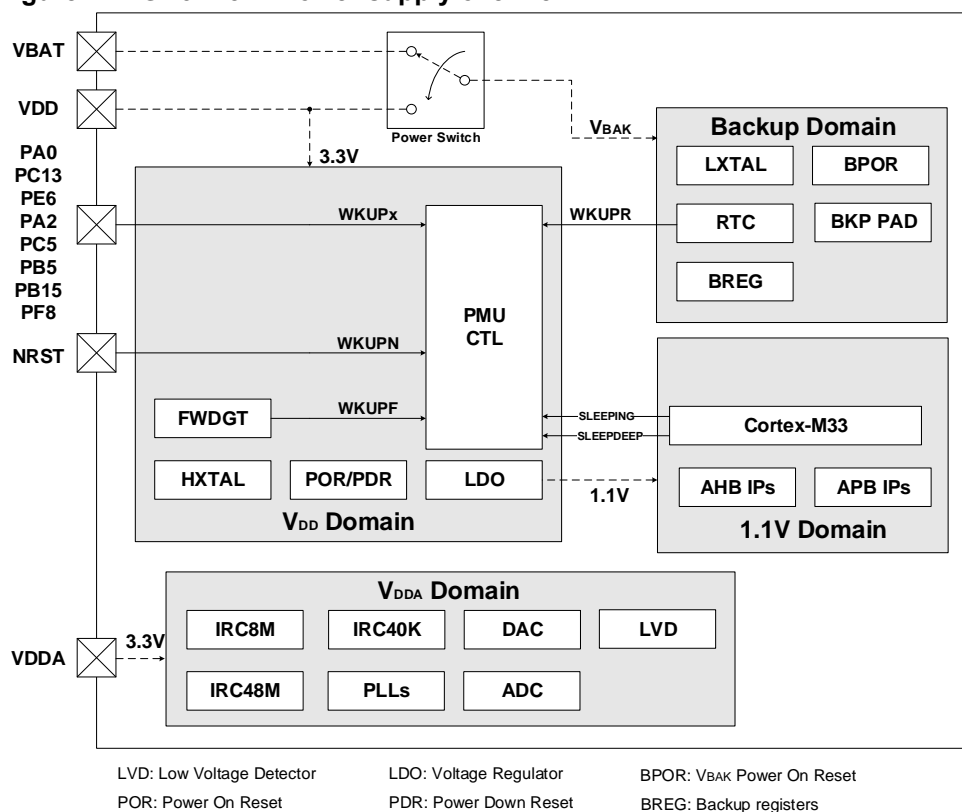 VBAT
VDD
Power Switch
3.3V
VBAK
PA0
PC13
PE6
PA2
PC5
PB5
PB15
PF8
NRST
WKUPx
WKUPN
FWDGT
WKUPF
PMU
CTL
HXTAL
POR/PDR
LDO
VDD Domain
Backup Domain
LXTAL
BPOR
WKUPR
RTC
BKP PAD
BREG
SLEEPING
SLEEPDEEP
Cortex-M33
1.1V
AHB IPs
APB IPs
1.1V Domain
VDDA
3.3V
VDDA Domain
IRC8M
IRC40K
DAC
LVD
IRC48M
PLLs
ADC
LVD: Low Voltage Detector
LDO: Voltage Regulator
BPOR: VBAK Power On Reset
POR: Power On Reset
PDR: Power Down Reset
BREG: Backup registers